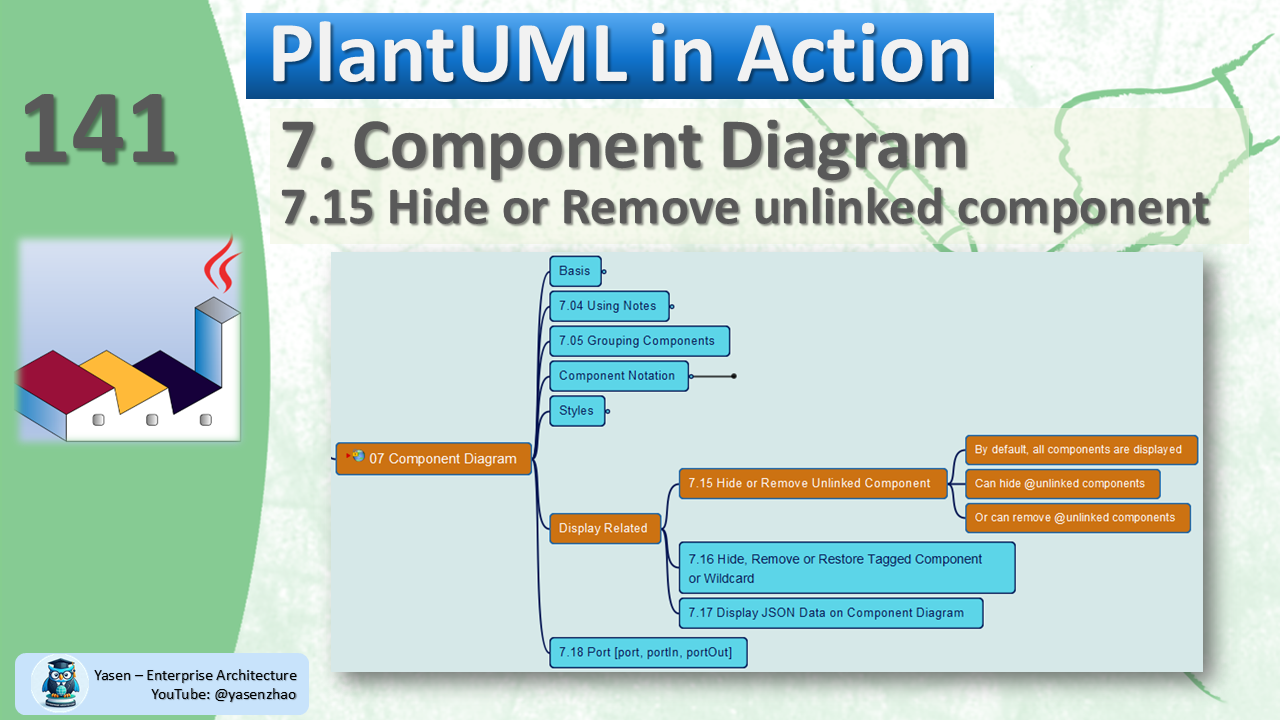 PlantUML in Action
141
7. Component Diagram
7.15 Hide or Remove unlinked component
Basis
7.04 Using Notes
7.05 Grouping Components
Component Notation
Styles
07 Component Diagram
Display Related
7.15 Hide or Remove Unlinked Component
By default, all components are displayed
Can hide @unlinked components
Or can remove @unlinked components
7.16 Hide, Remove or Restore Tagged Component
or Wildcard
7.17 Display JSON Data on Component Diagram
7.18 Port [port, portIn, portOut]
Yasen – Enterprise Architecture
YouTube: @yasenzhao